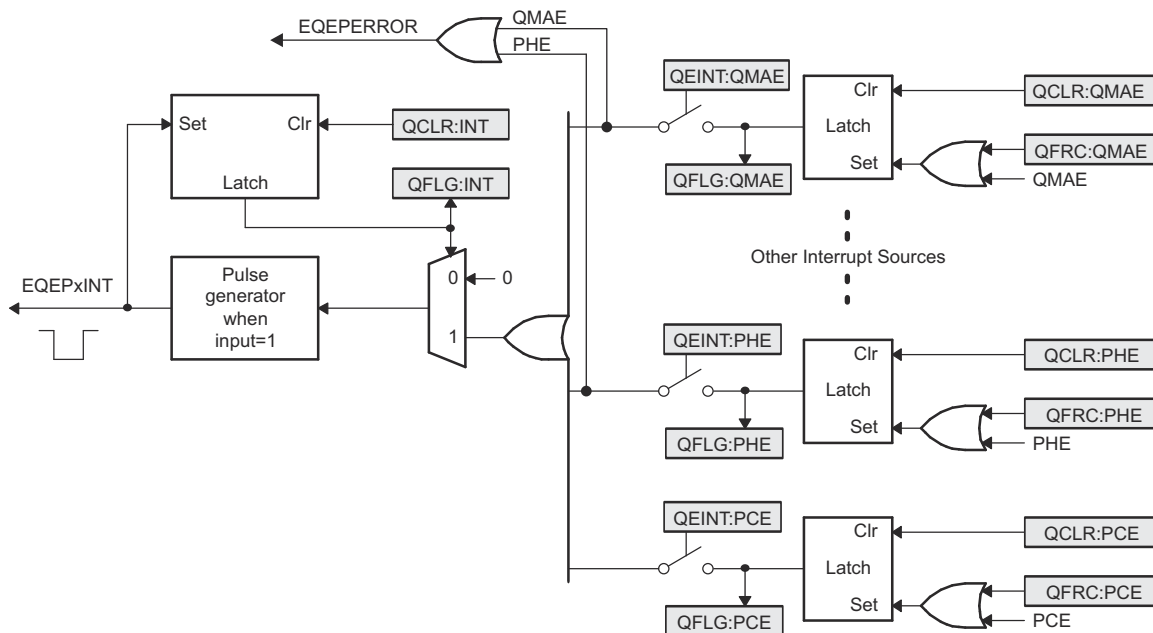 EQEPERROR
QMAE
PHE
QEINT:QMAE
Clr
QCLR:QMAE
Set
Clr
QCLR:INT
Latch
QFRC:QMAE
Set
QMAE
QFLG:QMAE
Latch
QFLG:INT
Other Interrupt Sources
EQEPxINT
Pulse
generator
when
input=1
0
0
1
QEINT:PHE
Clr
QCLR:PHE
Latch
QFRC:PHE
Set
PHE
QFLG:PHE
QEINT:PCE
Clr
QCLR:PCE
Latch
QFRC:PCE
Set
PCE
QFLG:PCE